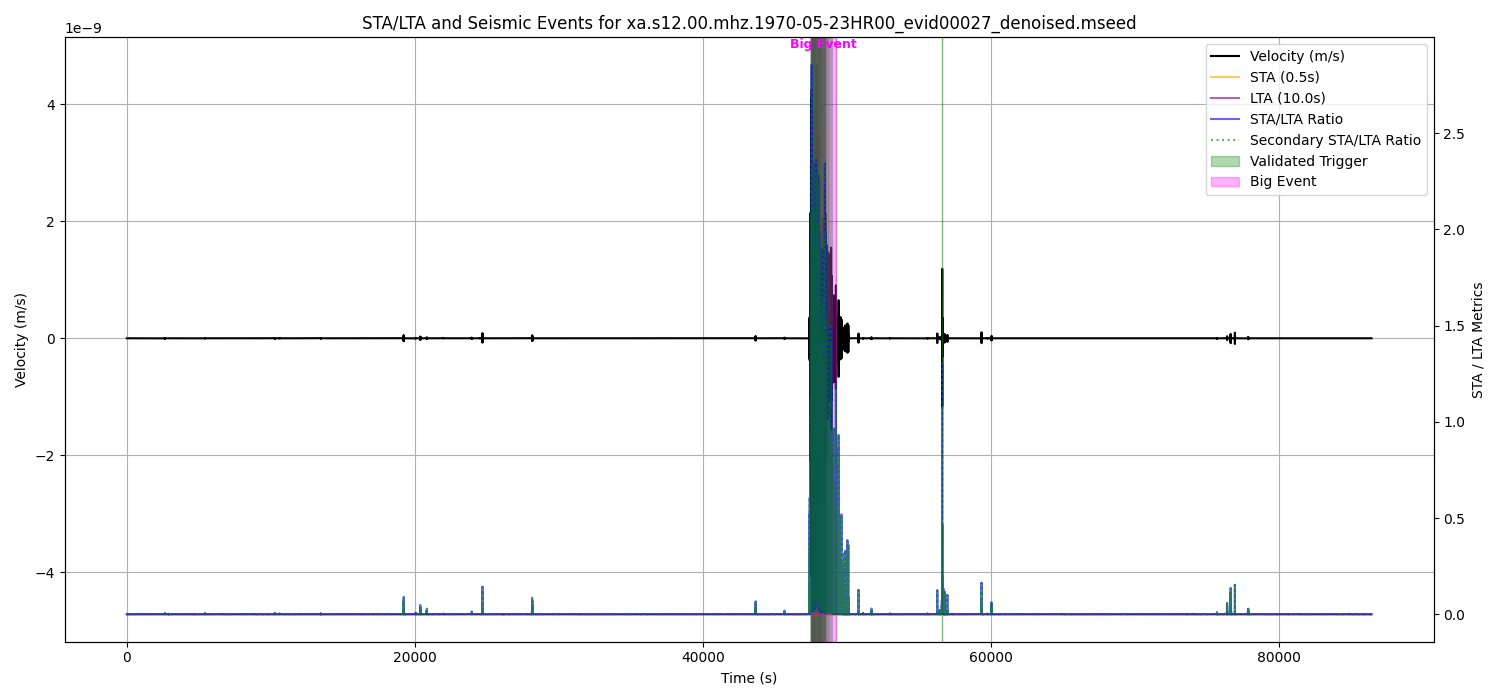 STA/LTA and Seismic Events for xa.s12.00.mhz.1970-05-23HR00_evid00027_denoised.mseed
1e−9
Big Event
Velocity (m/s)
STA (0.5s)
LTA (10.0s)
STA/LTA Ratio
Secondary STA/LTA Ratio
Validated Trigger
Big Event
4
2
0
−2
−4
Velocity (m/s)
2.5
2.0
1.5
1.0
0.5
0.0
STA / LTA Metrics
0
20000
40000
60000
80000
Time (s)